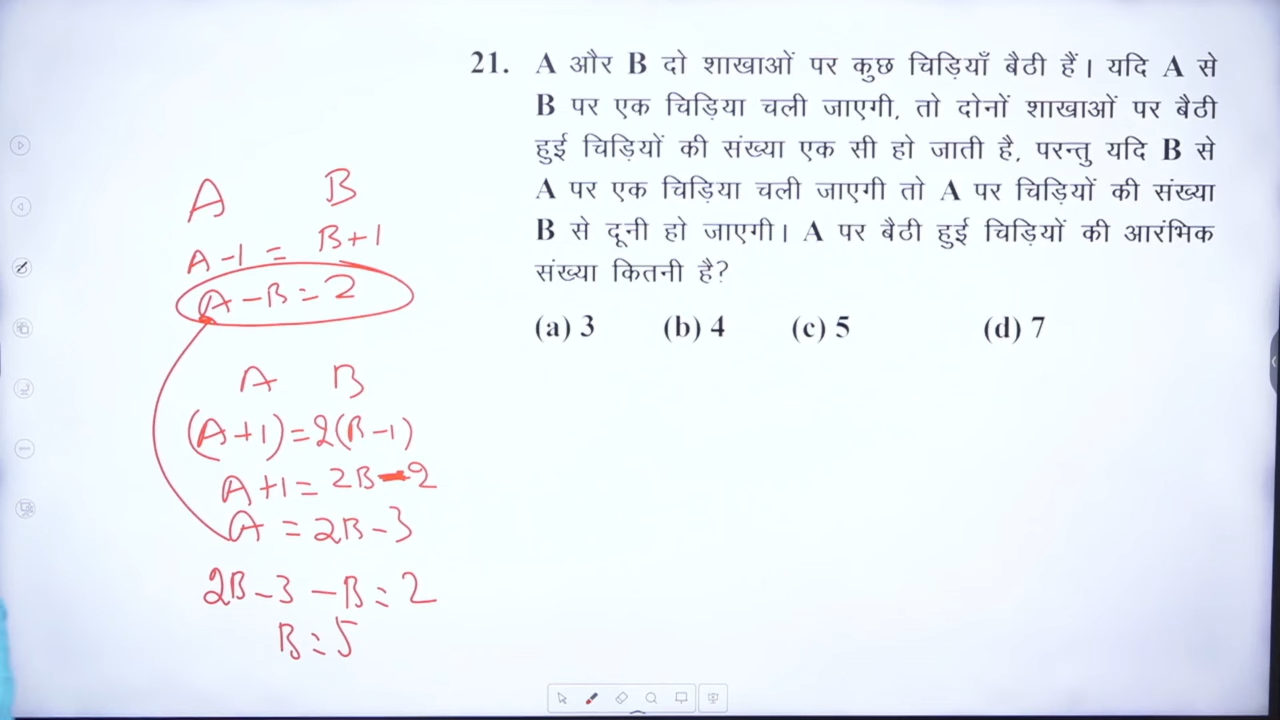 21. A और B दो शाखाओं पर कुछ चिड़ियाँ बैठी हैं। यदि A से
B पर एक चिड़िया चली जाएगी, तो दोनों शाखाओं पर बैठी
हुई चिड़ियों की संख्या एक सी हो जाती है, परन्तु यदि B से
A पर एक चिड़िया चली जाएगी तो A पर चिड़ियों की संख्या
B से दूनी हो जाएगी। A पर बैठी हुई चिड़ियों की आरंभिक
संख्या कितनी है?
(a) 3 (b) 4 (c) 5 (d) 7
A B
A-1 = B+1
A-B=2
A B
(A+1)=2(B-1)
A+1=2B-2
A=2B-3
2B-3-B=2
B=5